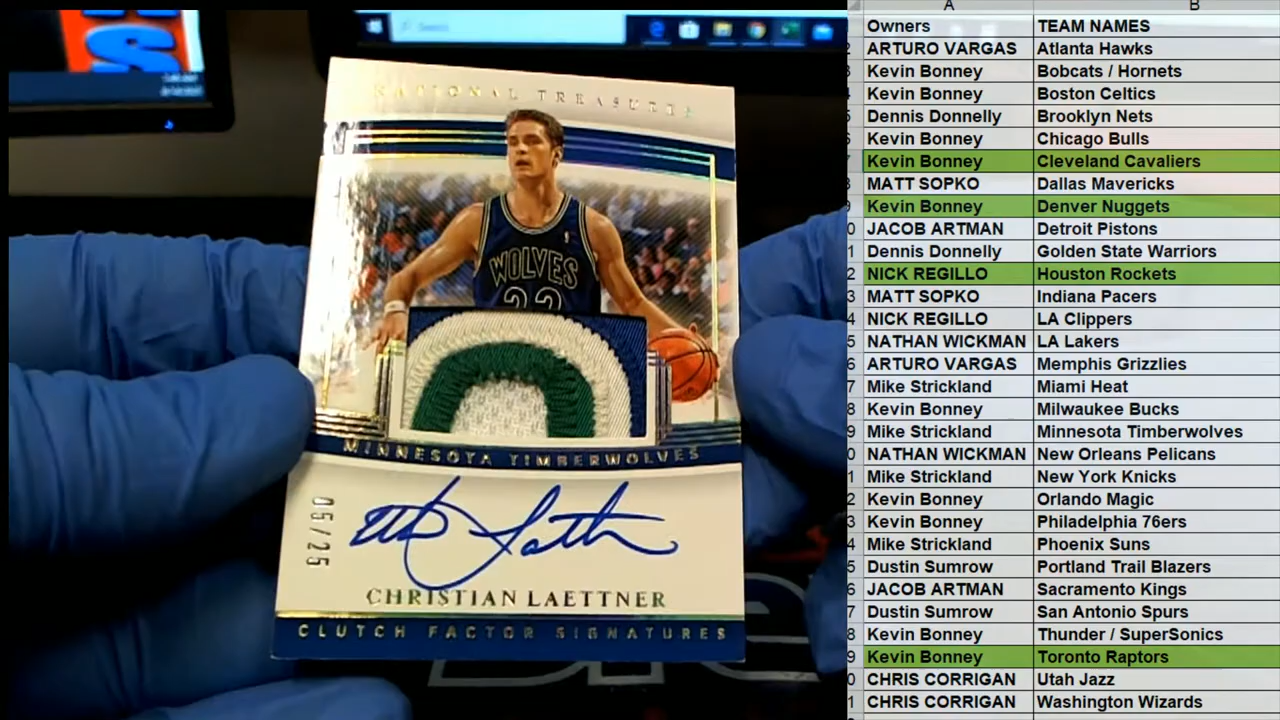 NATIONAL TREASURES
WOLVES
22
MINNESOTA TIMBERWOLVES
05/25
CHRISTIAN LAETTNER
CLUTCH FACTOR SIGNATURES
A B
Owners TEAM NAMES
ARTURO VARGAS Atlanta Hawks
Kevin Bonney Bobcats / Hornets
Kevin Bonney Boston Celtics
Dennis Donnelly Brooklyn Nets
Kevin Bonney Chicago Bulls
Kevin Bonney Cleveland Cavaliers
MATT SOPKO Dallas Mavericks
Kevin Bonney Denver Nuggets
JACOB ARTMAN Detroit Pistons
Dennis Donnelly Golden State Warriors
NICK REGILLO Houston Rockets
MATT SOPKO Indiana Pacers
NICK REGILLO LA Clippers
NATHAN WICKMAN LA Lakers
ARTURO VARGAS Memphis Grizzlies
Mike Strickland Miami Heat
Kevin Bonney Milwaukee Bucks
Mike Strickland Minnesota Timberwolves
NATHAN WICKMAN New Orleans Pelicans
Mike Strickland New York Knicks
Kevin Bonney Orlando Magic
Kevin Bonney Philadelphia 76ers
Mike Strickland Phoenix Suns
Dustin Sumrow Portland Trail Blazers
JACOB ARTMAN Sacramento Kings
Dustin Sumrow San Antonio Spurs
Kevin Bonney Thunder / SuperSonics
Kevin Bonney Toronto Raptors
CHRIS CORRIGAN Utah Jazz
CHRIS CORRIGAN Washington Wizards